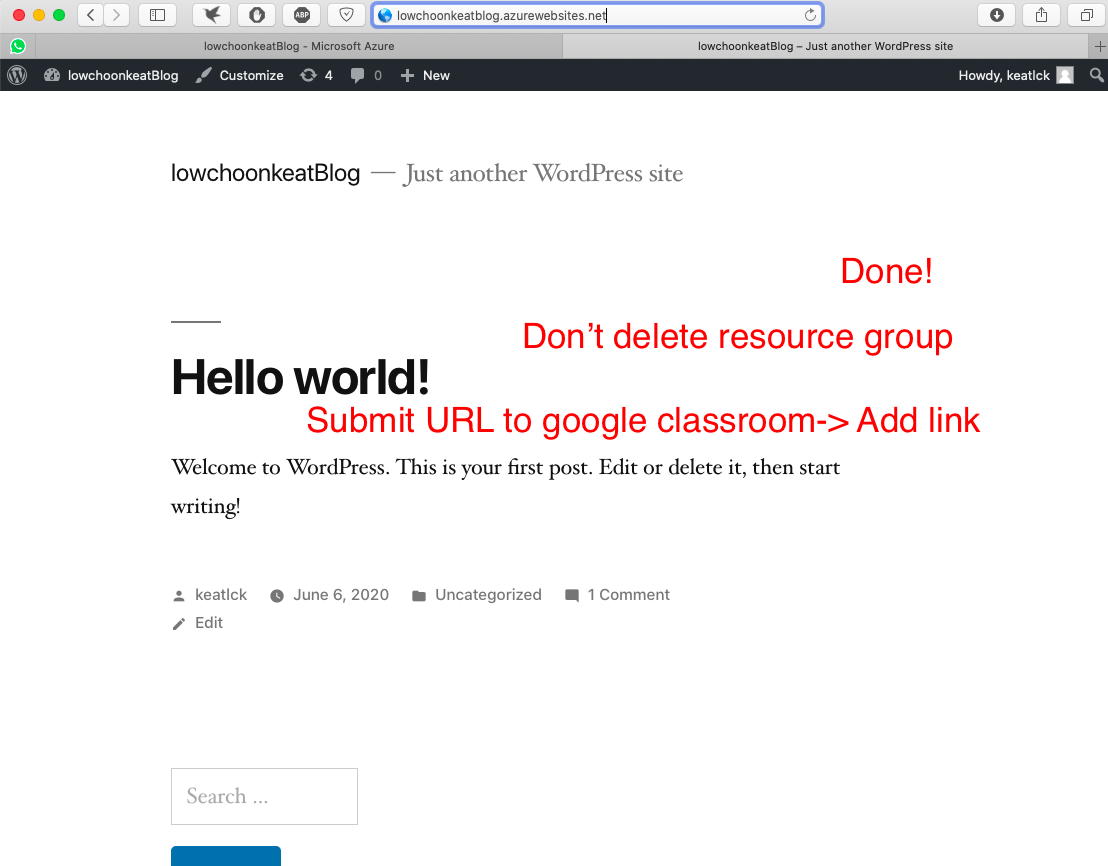 ABP
lowchoonkeatblog.azurewebsites.net
lowchoonkeatBlog - Microsoft Azure
lowchoonkeatBlog – Just another WordPress site
lowchoonkeatBlog Customize 4 0 New Howdy, keatlck
lowchoonkeatBlog — Just another WordPress site
Done!
Don’t delete resource group
Hello world!
Submit URL to google classroom-> Add link
Welcome to WordPress. This is your first post. Edit or delete it, then start
writing!
keatlck June 6, 2020 Uncategorized 1 Comment
Edit
Search ...